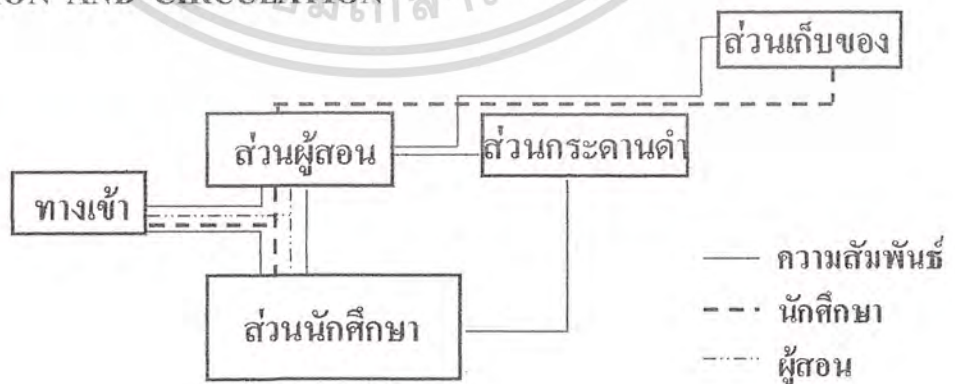 ION AND CIRCULATION
ส่วนเก็บของ
ส่วนผู้สอน
ส่วนกระดานดำ
ทางเข้า
ส่วนนักศึกษา
ความสัมพันธ์
นักศึกษา
ผู้สอน